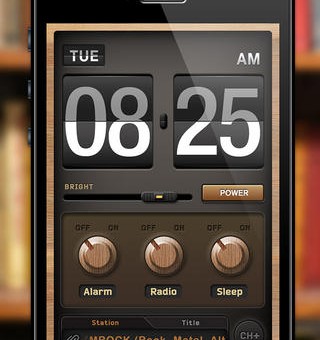 TUE AM
08 25
BRIGHT POWER
OFF ON OFF ON OFF ON
Alarm Radio Sleep
Station Title
CH+
MROCK (Rock, Metal, Alt